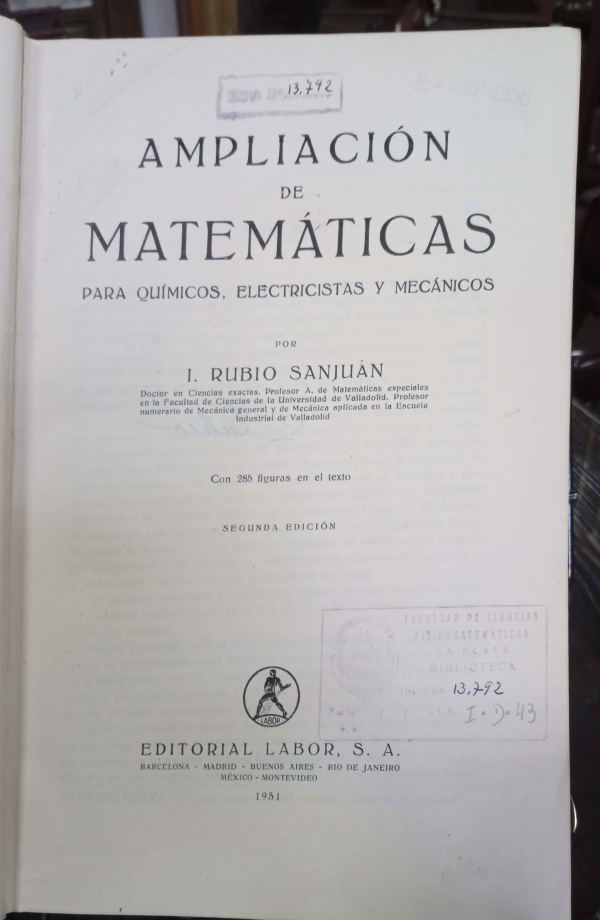 13.792
AMPLIACIÓN
DE
MATEMÁTICAS
PARA QUÍMICOS, ELECTRICISTAS Y MECÁNICOS
POR
I. RUBIO SANJUÁN
Doctor en Ciencias exactas. Profesor A. de Matemáticas especiales
en la Facultad de Ciencias de la Universidad de Valladolid. Profesor
numerario de Mecánica general y de Mecánica aplicada en la Escuela
Industrial de Valladolid
Con 285 figuras en el texto
SEGUNDA EDICIÓN
FACULTAD DE CIENCIAS
FISICOMATEMATICAS
LA PLATA
BIBLIOTECA
13.792
I.D.43
LABOR
EDITORIAL LABOR, S. A.
BARCELONA - MADRID - BUENOS AIRES - RIO DE JANEIRO
MÉXICO - MONTEVIDEO
1951